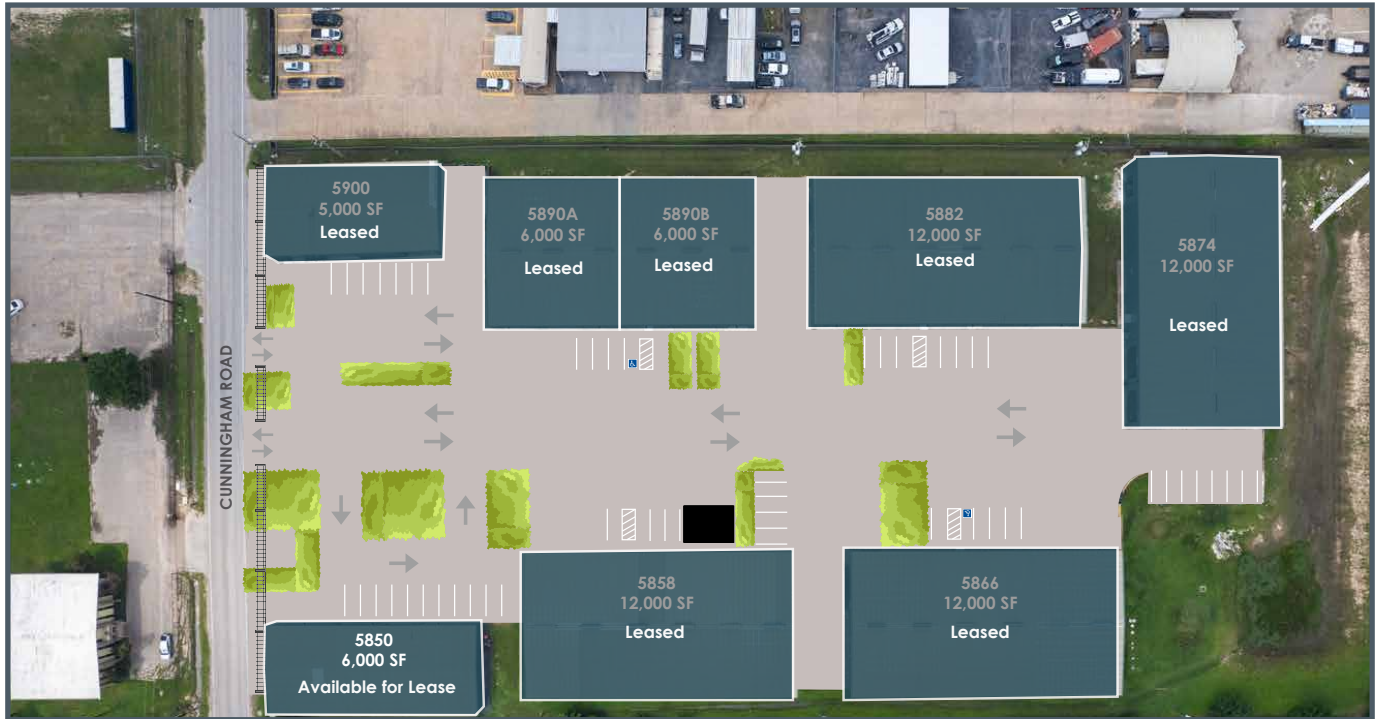 5900
5,000 SF
Leased
5890A
6,000 SF
Leased
5890B
6,000 SF
Leased
5882
12,000 SF
Leased
5874
12,000 SF
Leased
CUNNINGHAM ROAD
5850
6,000 SF
Available for Lease
5858
12,000 SF
Leased
5866
12,000 SF
Leased